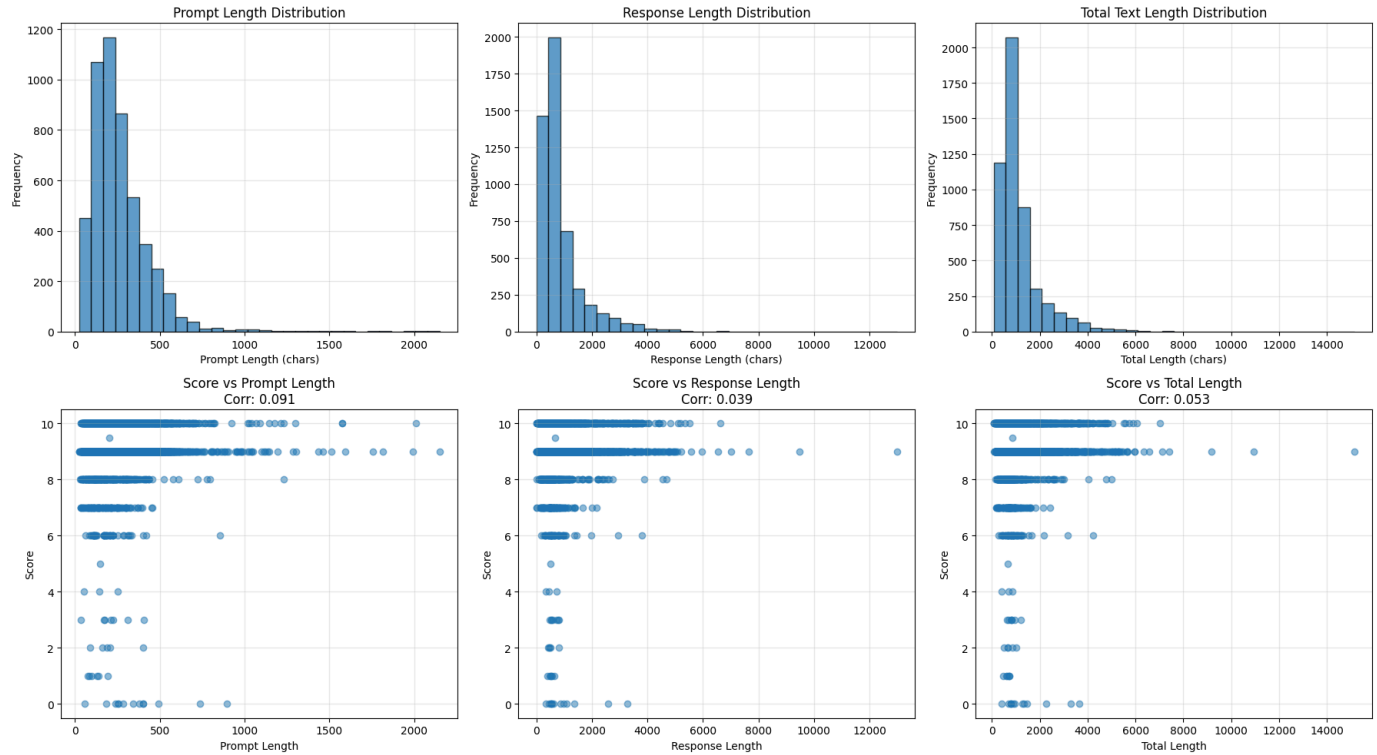 Prompt Length Distribution
1200
1000
800
600
400
200
0
Frequency
0 500 1000 1500 2000
Prompt Length (chars)
Response Length Distribution
2000
1750
1500
1250
1000
750
500
250
0
Frequency
0 2000 4000 6000 8000 10000 12000
Response Length (chars)
Total Text Length Distribution
2000
1750
1500
1250
1000
750
500
250
0
Frequency
0 2000 4000 6000 8000 10000 12000 14000
Total Length (chars)
Score vs Prompt Length
Corr: 0.091
10
8
6
4
2
0
Score
0 500 1000 1500 2000
Prompt Length
Score vs Response Length
Corr: 0.039
10
8
6
4
2
0
Score
0 2000 4000 6000 8000 10000 12000
Response Length
Score vs Total Length
Corr: 0.053
10
8
6
4
2
0
Score
0 2000 4000 6000 8000 10000 12000 14000
Total Length